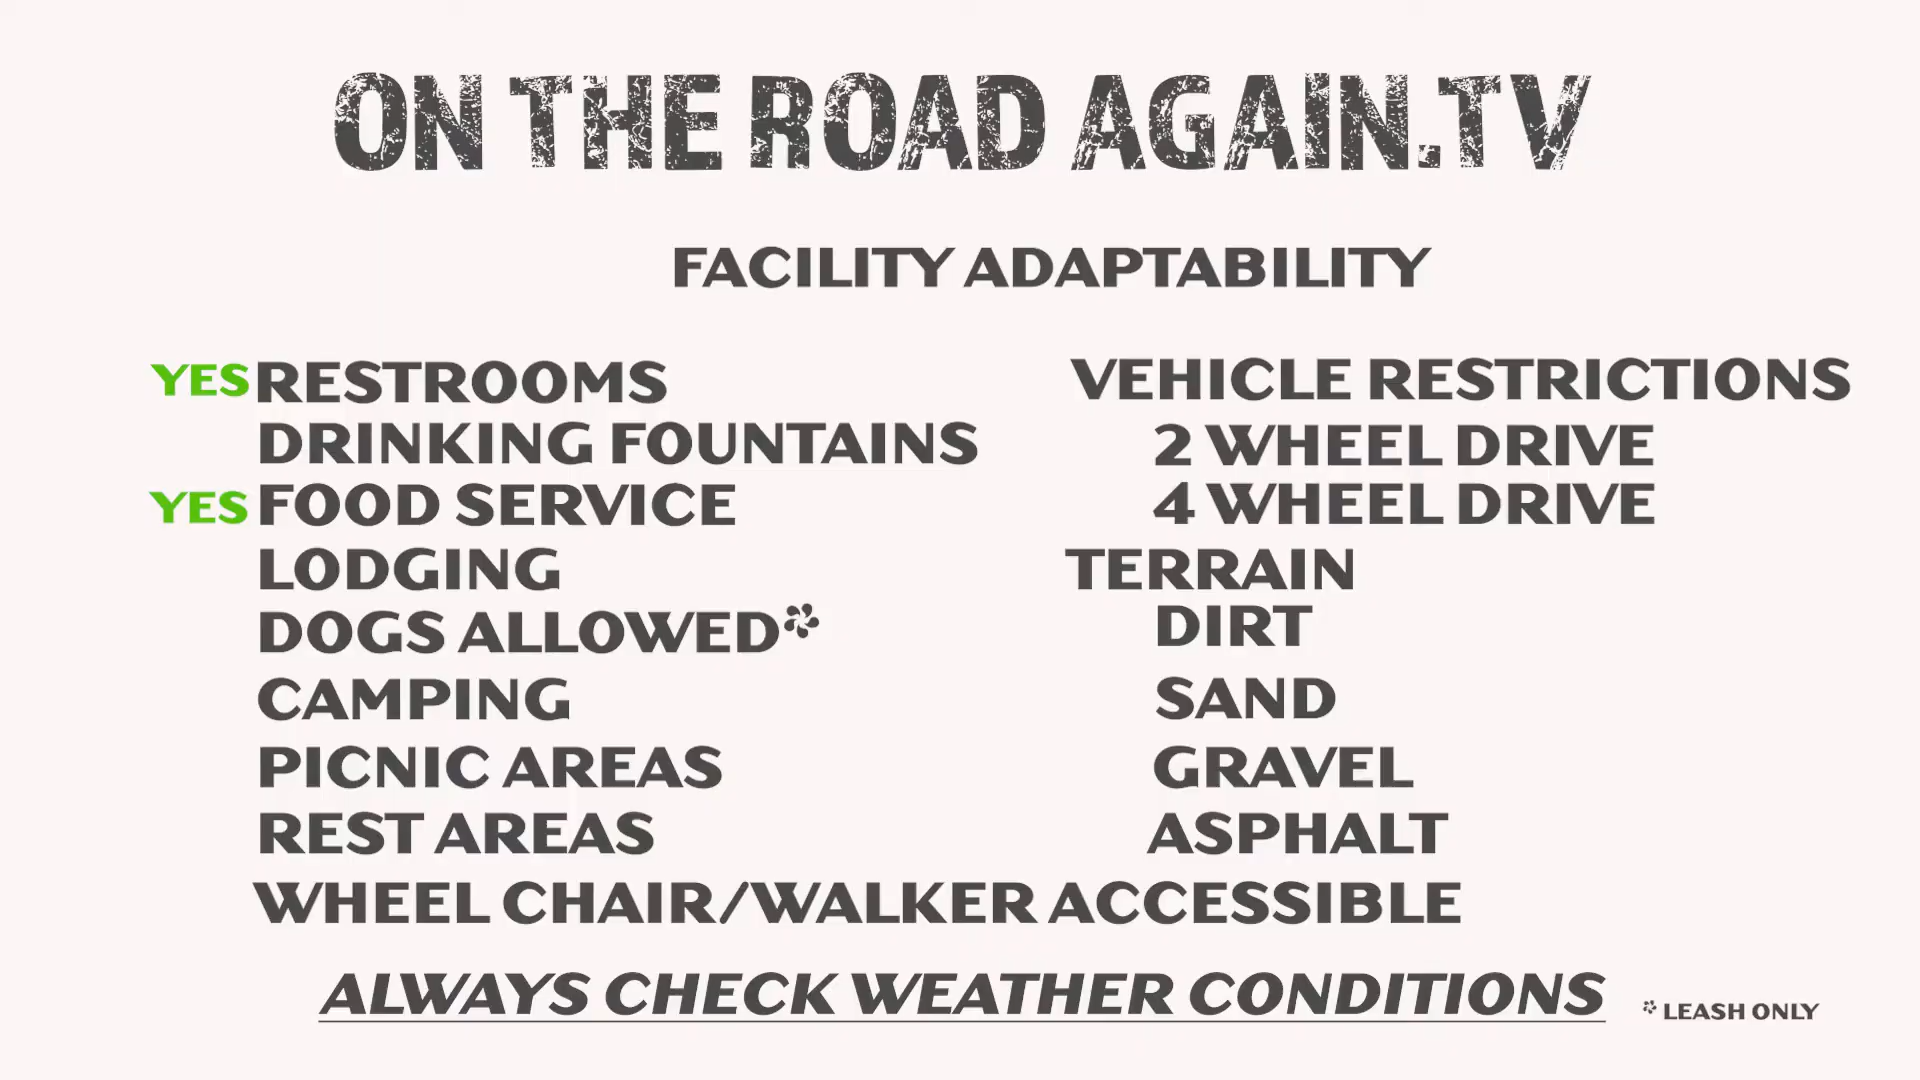 ON THE ROAD AGAIN.TV
FACILITY ADAPTABILITY
YES RESTROOMS
DRINKING FOUNTAINS
YES FOOD SERVICE
LODGING
DOGS ALLOWED*
CAMPING
PICNIC AREAS
REST AREAS
WHEEL CHAIR/WALKER ACCESSIBLE
VEHICLE RESTRICTIONS
2 WHEEL DRIVE
4 WHEEL DRIVE
TERRAIN
DIRT
SAND
GRAVEL
ASPHALT
ALWAYS CHECK WEATHER CONDITIONS
* LEASH ONLY